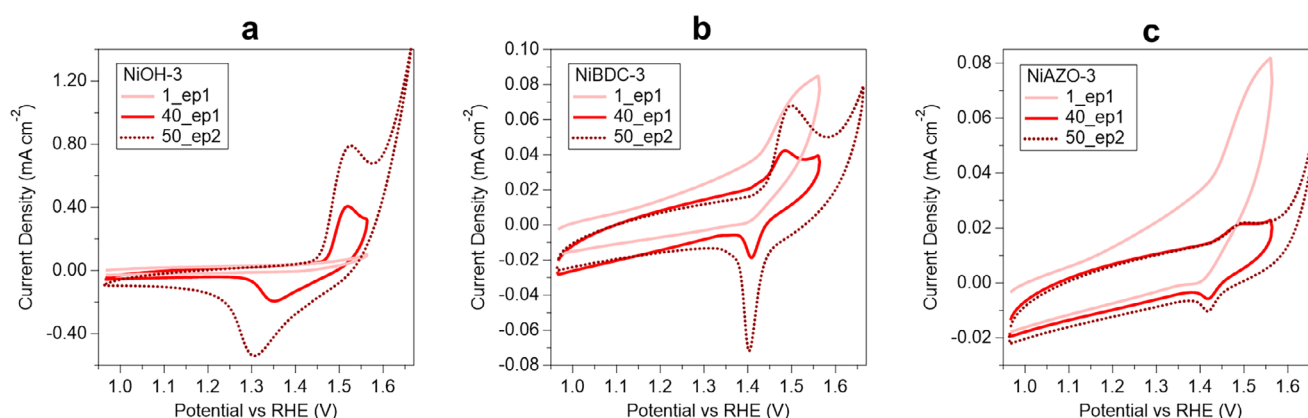 a
NiOH-3
1_ep1
40_ep1
50_ep2
1.20
0.80
0.40
0.00
-0.40
Current Density (mA cm-2)
1.0 1.1 1.2 1.3 1.4 1.5 1.6
Potential vs RHE (V)
b
NiBDC-3
1_ep1
40_ep1
50_ep2
0.10
0.08
0.06
0.04
0.02
0.00
-0.02
-0.04
-0.06
-0.08
Current Density (mA cm-2)
1.0 1.1 1.2 1.3 1.4 1.5 1.6
Potential vs RHE (V)
c
NiAZO-3
1_ep1
40_ep1
50_ep2
0.08
0.06
0.04
0.02
0.00
-0.02
Current Density (mA cm-2)
1.0 1.1 1.2 1.3 1.4 1.5 1.6
Potential vs RHE (V)